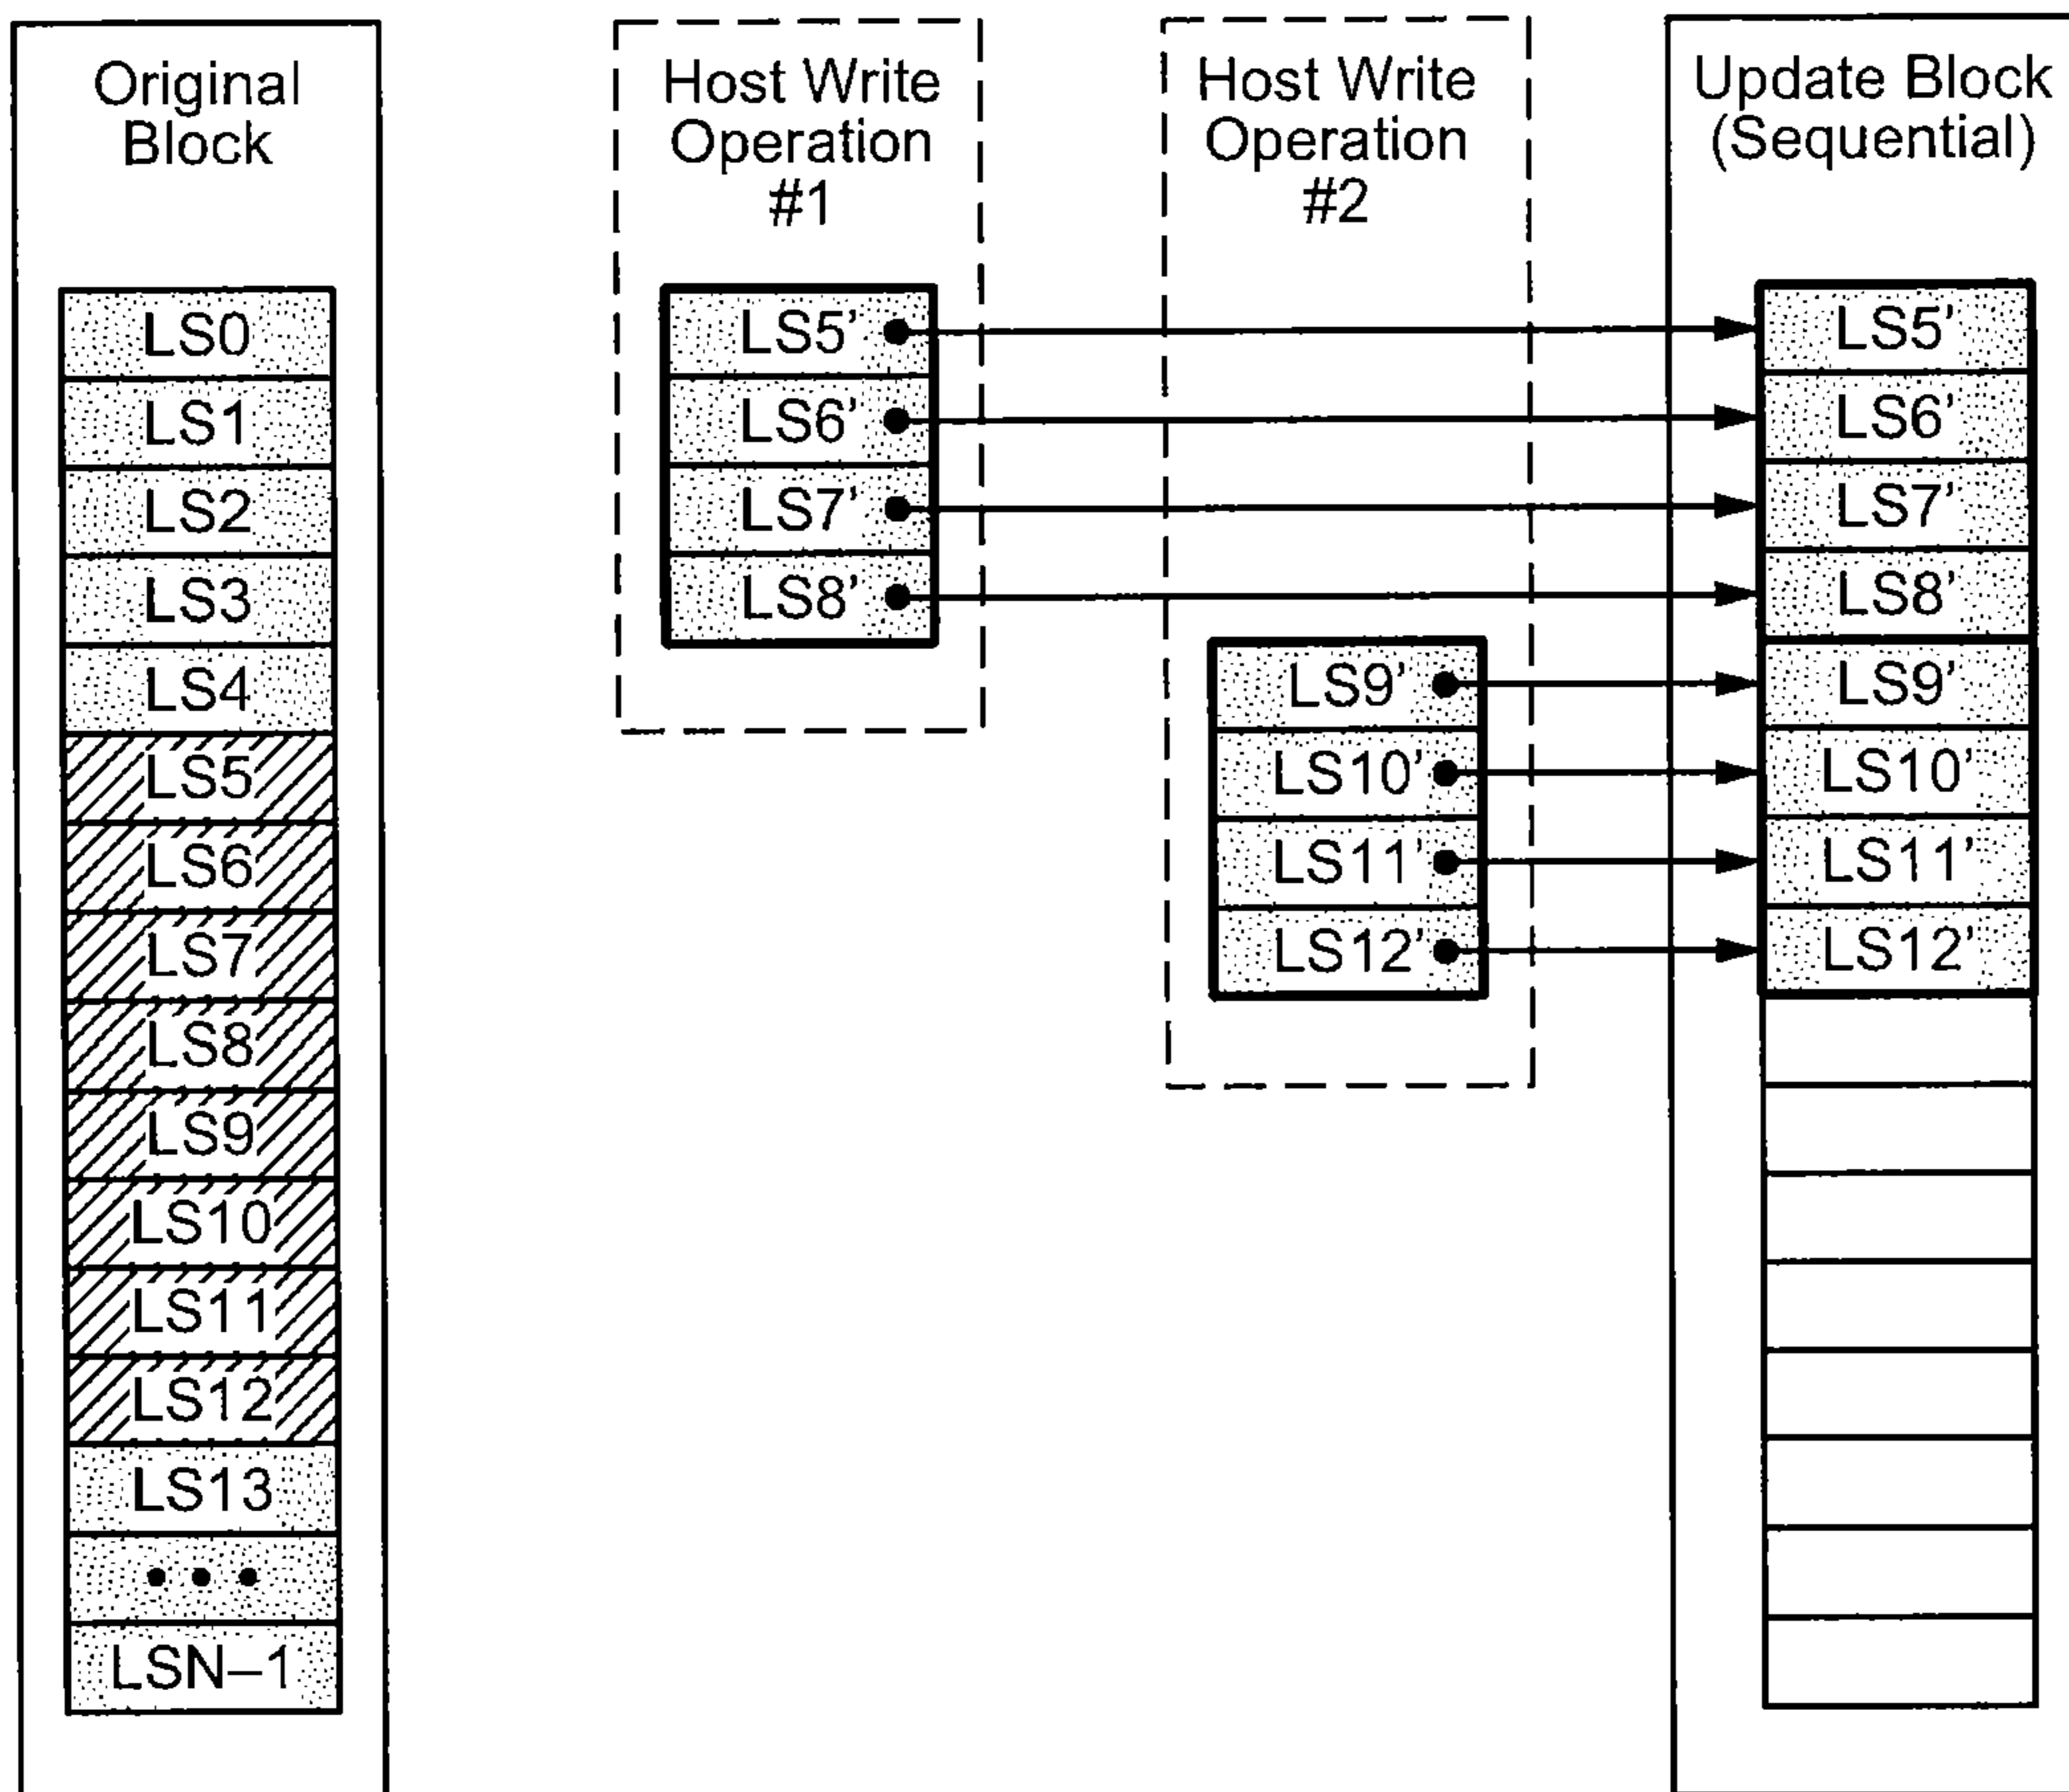 Original
Block
LS0
LS1
LS2
LS3
LS4
LS5
LS6
LS7
LS8
LS9
LS10
LS11
LS12
LS13
• • •
LSN–1
Host Write
Operation
#1
LS5'
LS6'
LS7'
LS8'
Host Write
Operation
#2
LS9'
LS10'
LS11'
LS12'
Update Block
(Sequential)
LS5'
LS6'
LS7'
LS8'
LS9'
LS10'
LS11'
LS12'